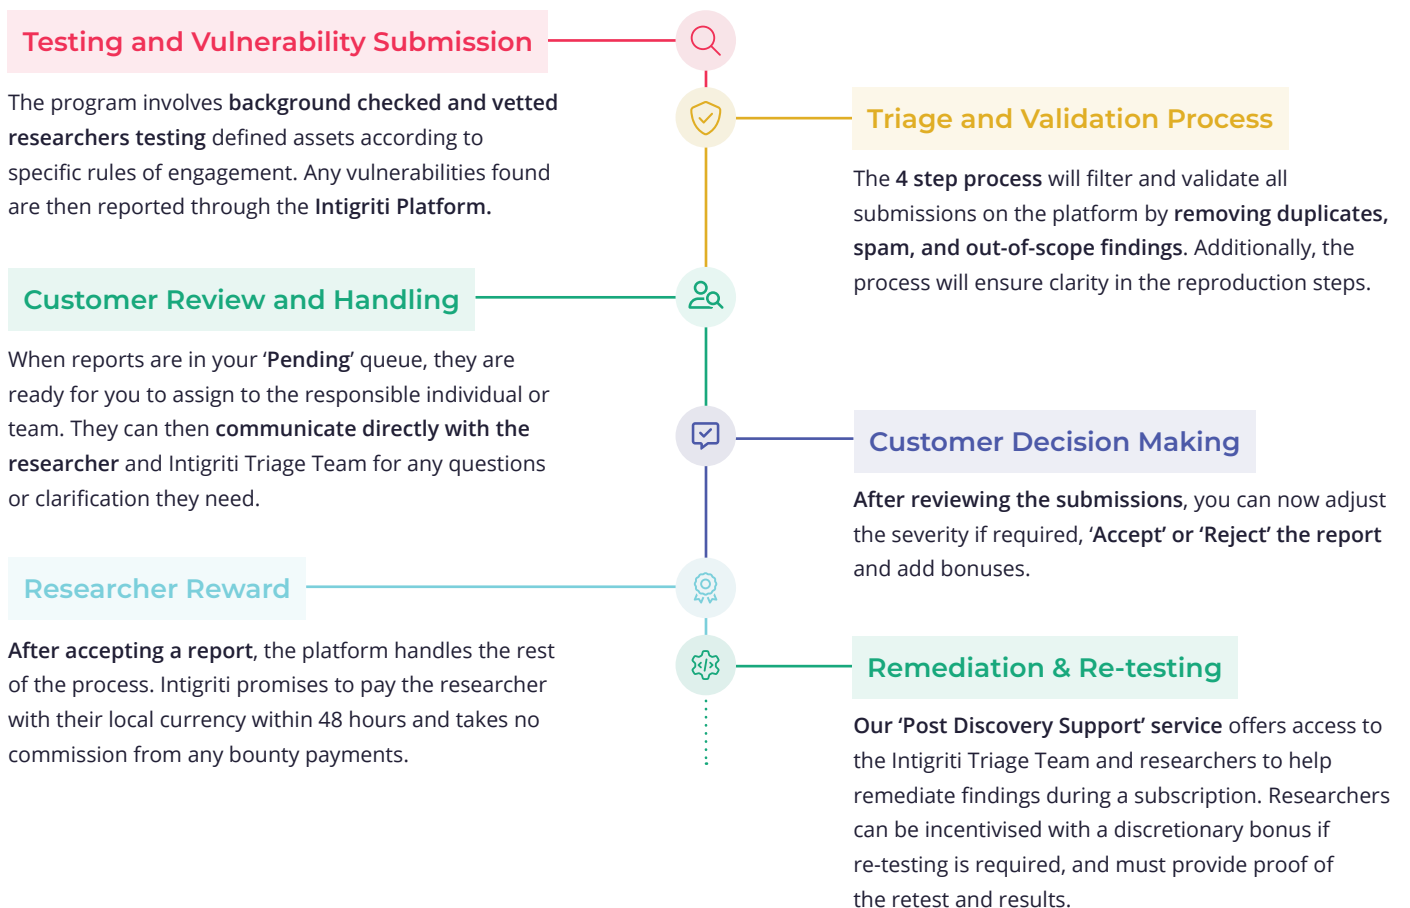 Testing and Vulnerability Submission
The program involves background checked and vetted
researchers testing defined assets according to
specific rules of engagement. Any vulnerabilities found
are then reported through the Intigriti Platform.
Triage and Validation Process
The 4 step process will filter and validate all
submissions on the platform by removing duplicates,
spam, and out-of-scope findings. Additionally, the
process will ensure clarity in the reproduction steps.
Customer Review and Handling
When reports are in your ‘Pending’ queue, they are
ready for you to assign to the responsible individual or
team. They can then communicate directly with the
researcher and Intigriti Triage Team for any questions
or clarification they need.
Customer Decision Making
After reviewing the submissions, you can now adjust
the severity if required, ‘Accept’ or ‘Reject’ the report
and add bonuses.
Researcher Reward
After accepting a report, the platform handles the rest
of the process. Intigriti promises to pay the researcher
with their local currency within 48 hours and takes no
commission from any bounty payments.
Remediation & Re-testing
Our ‘Post Discovery Support’ service offers access to
the Intigriti Triage Team and researchers to help
remediate findings during a subscription. Researchers
can be incentivised with a discretionary bonus if
re-testing is required, and must provide proof of
the retest and results.